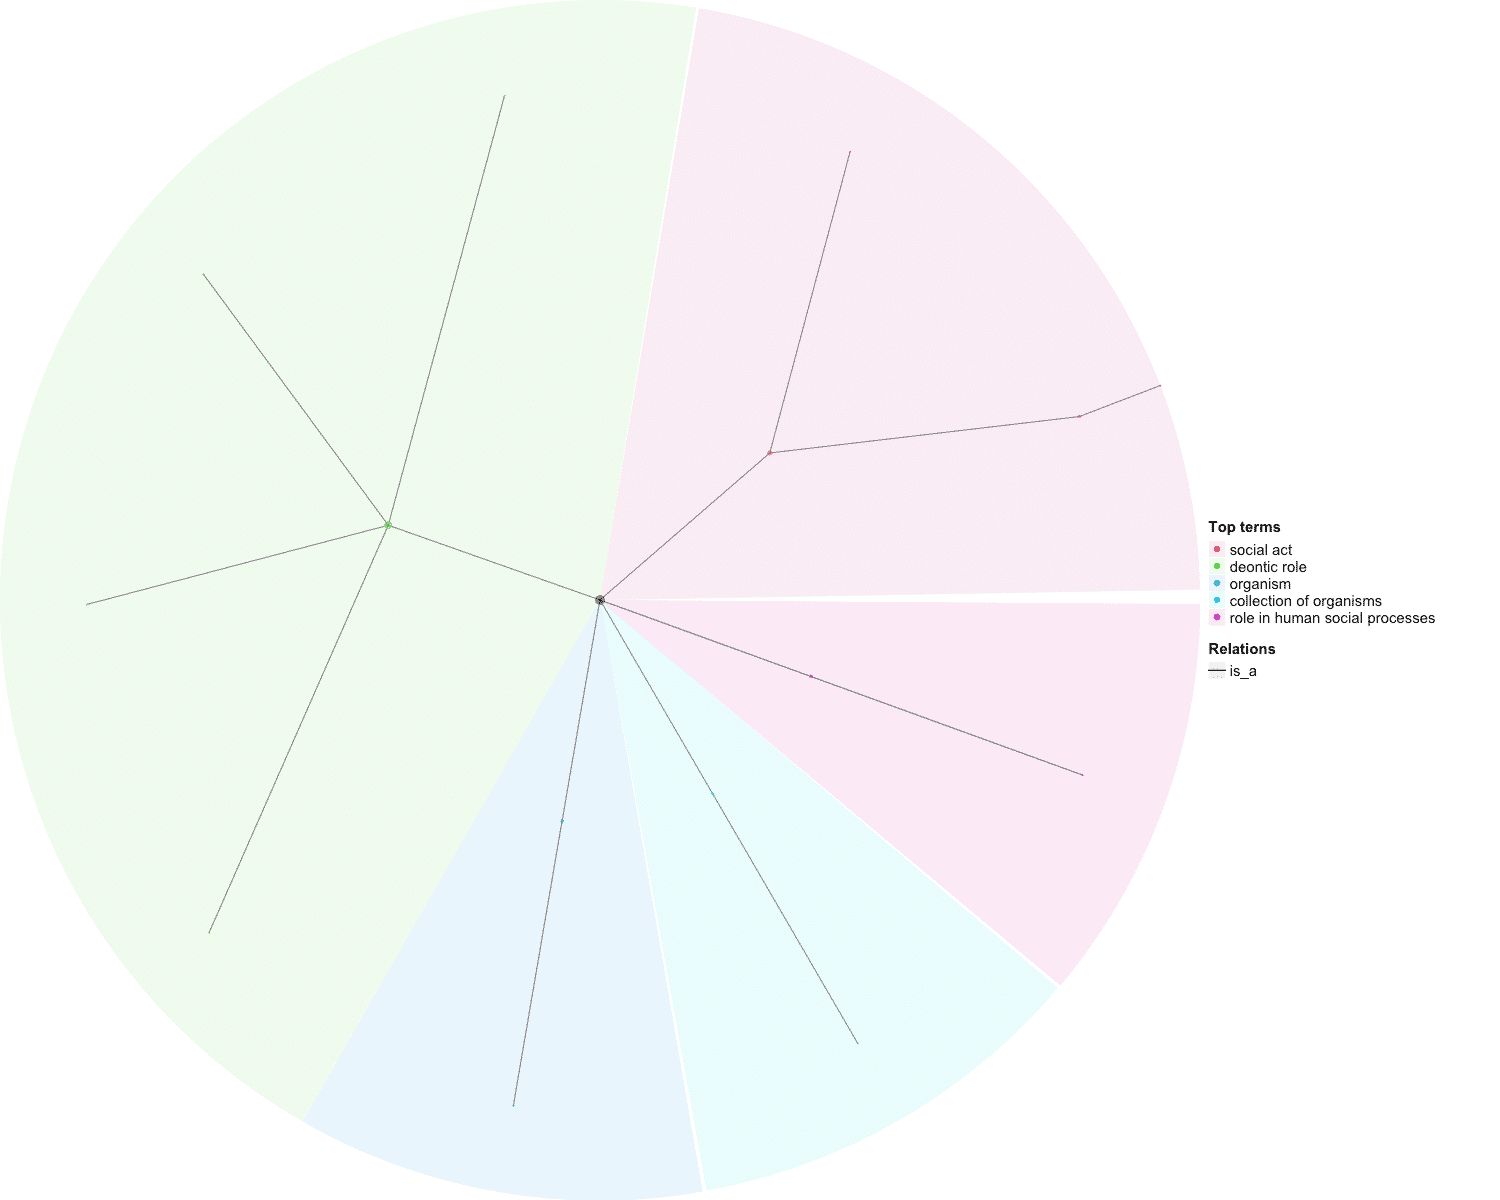 Top terms
social act
deontic role
organism
collection of organisms
role in human social processes
Relations
is_a